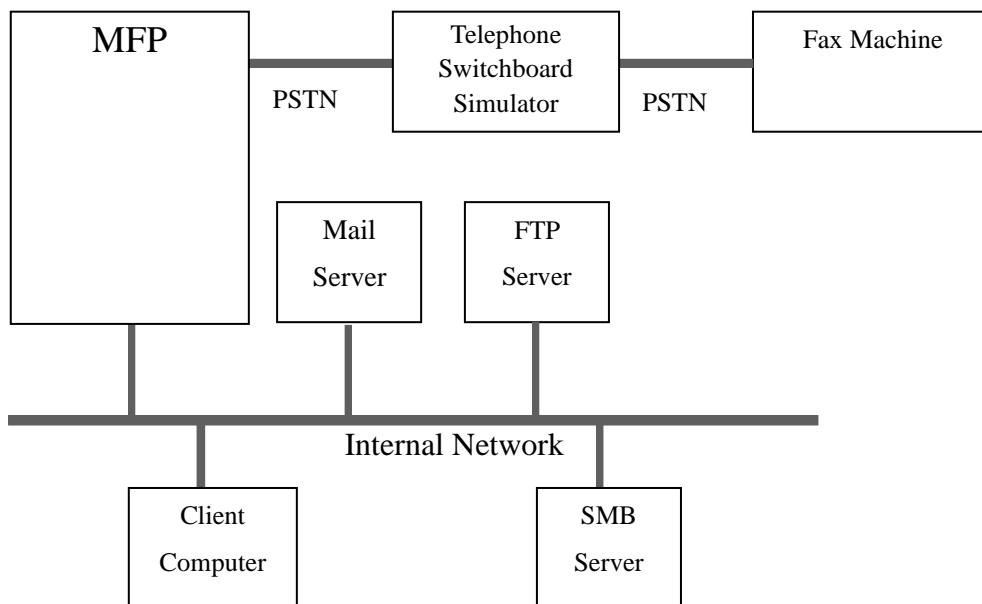 MFP
Telephone
Switchboard
Simulator
Fax Machine
PSTN
PSTN
Mail
Server
FTP
Server
Internal Network
Client
Computer
SMB
Server